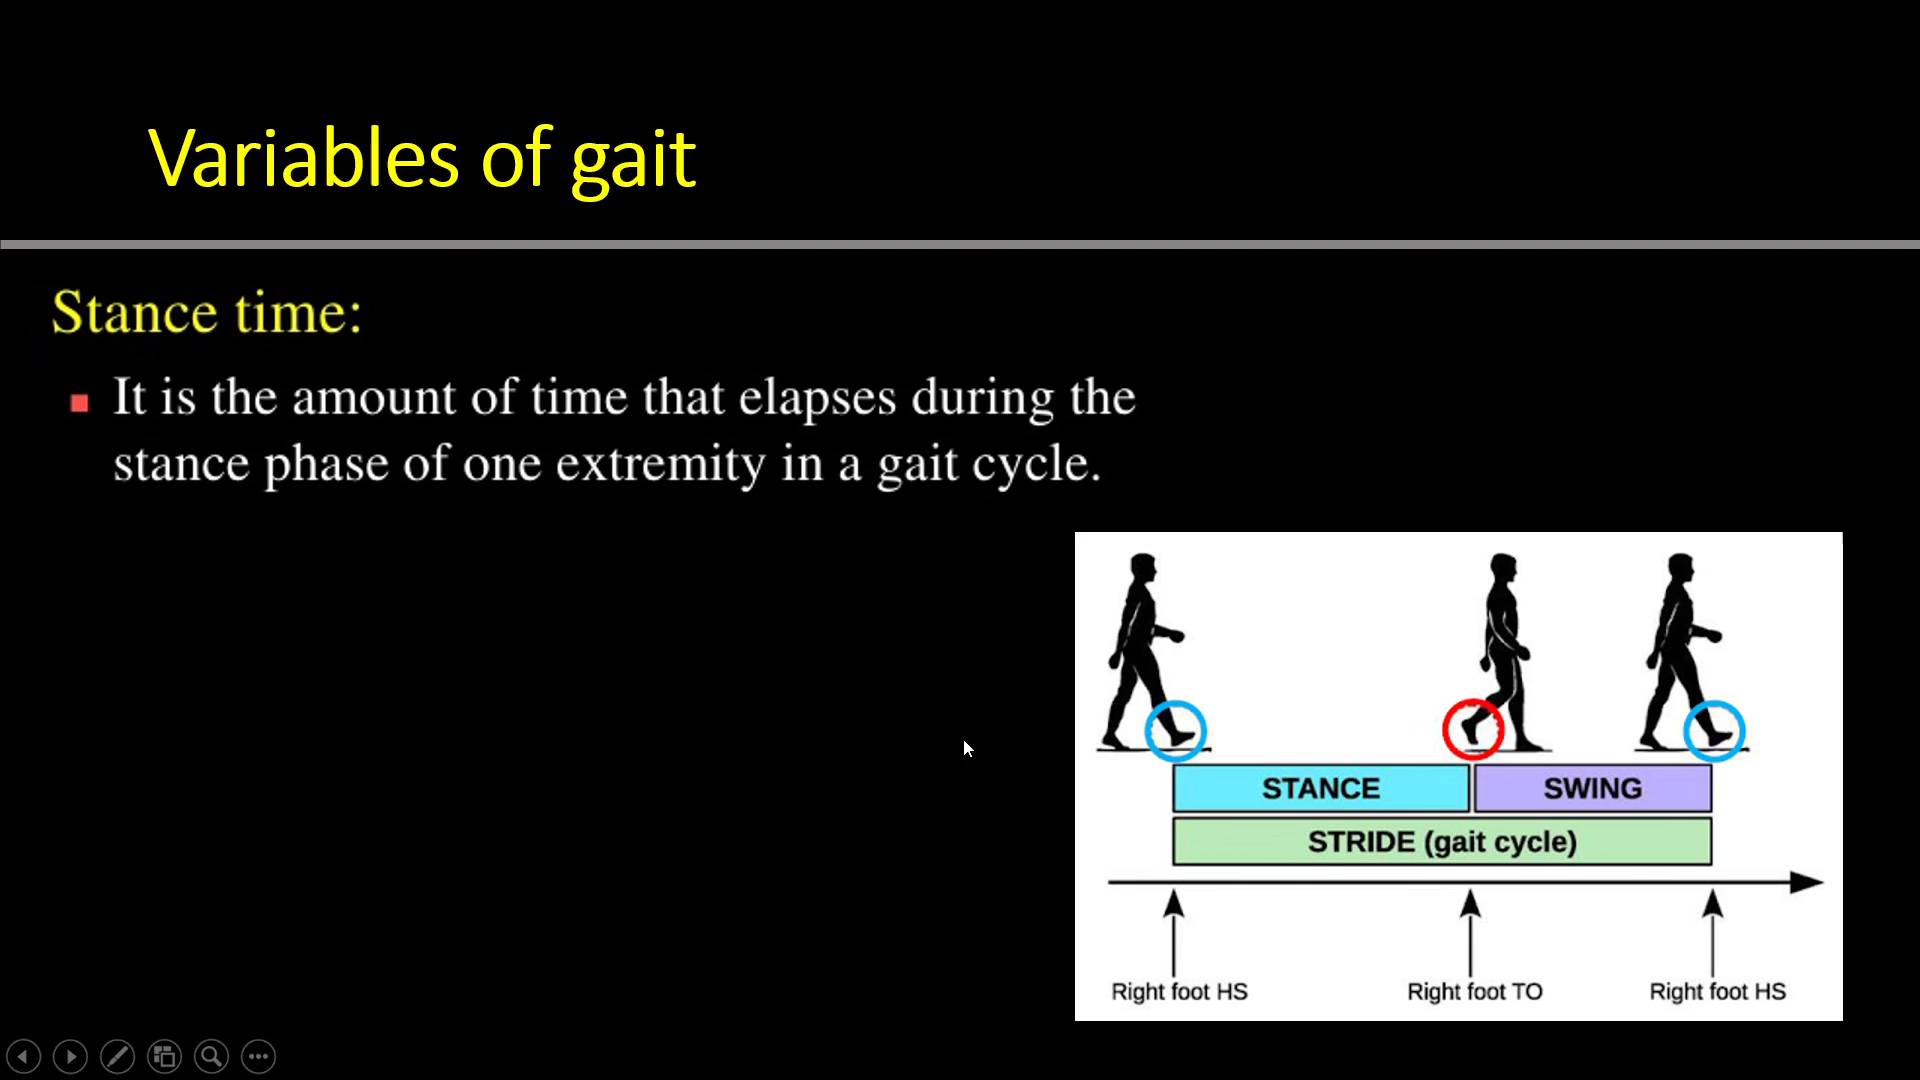 Variables of gait
Stance time:
It is the amount of time that elapses during the
stance phase of one extremity in a gait cycle.
STANCE
SWING
STRIDE (gait cycle)
Right foot HS
Right foot TO
Right foot HS